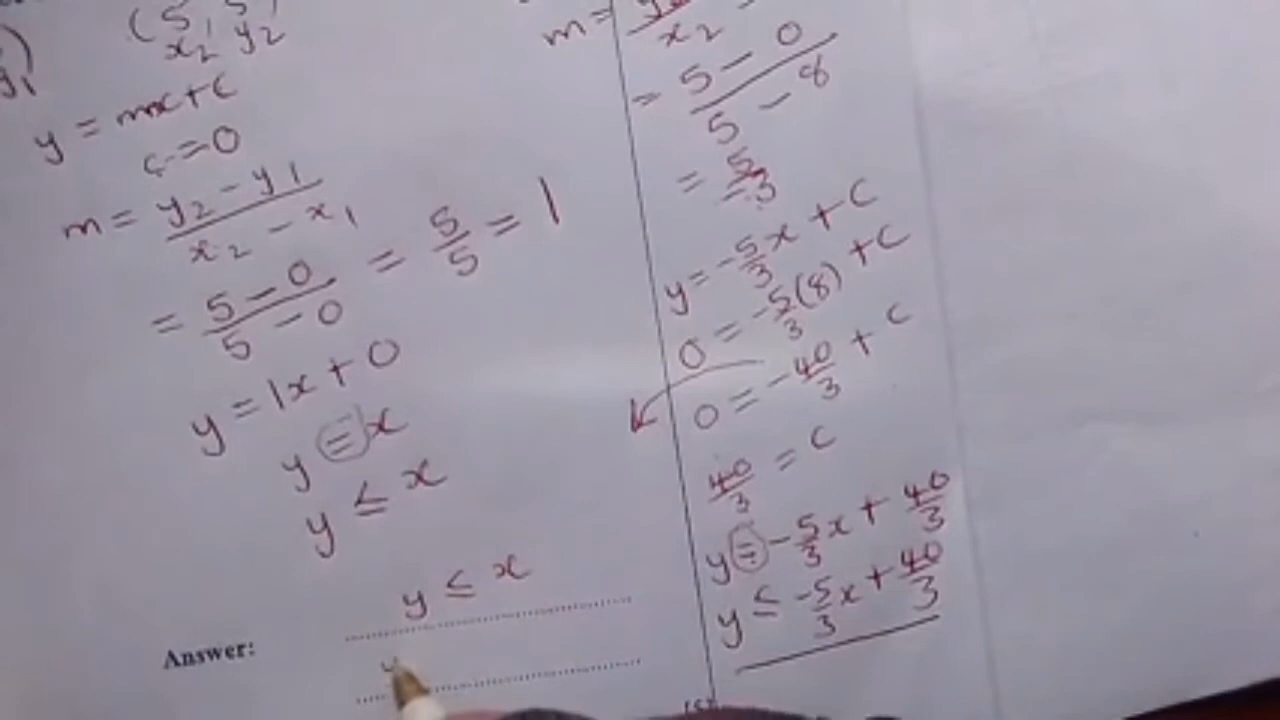 (5, 5)
x₂ y₂
y₁)
y = mx + c
c = 0
m = y₂ - y₁ / x₂ - x₁
= 5 - 0 / 5 - 0 = 5/5 = 1
y = 1x + 0
y = x
y ≤ x
y ≤ x
Answer:
m =
x₂ -
= 5 - 0 / 5 - 8
= 5/-3
y = -5/3 x + c
0 = -5/3 (8) + c
0 = -40/3 + c
40/3 = c
y = -5/3 x + 40/3
y ≤ -5/3 x + 40/3